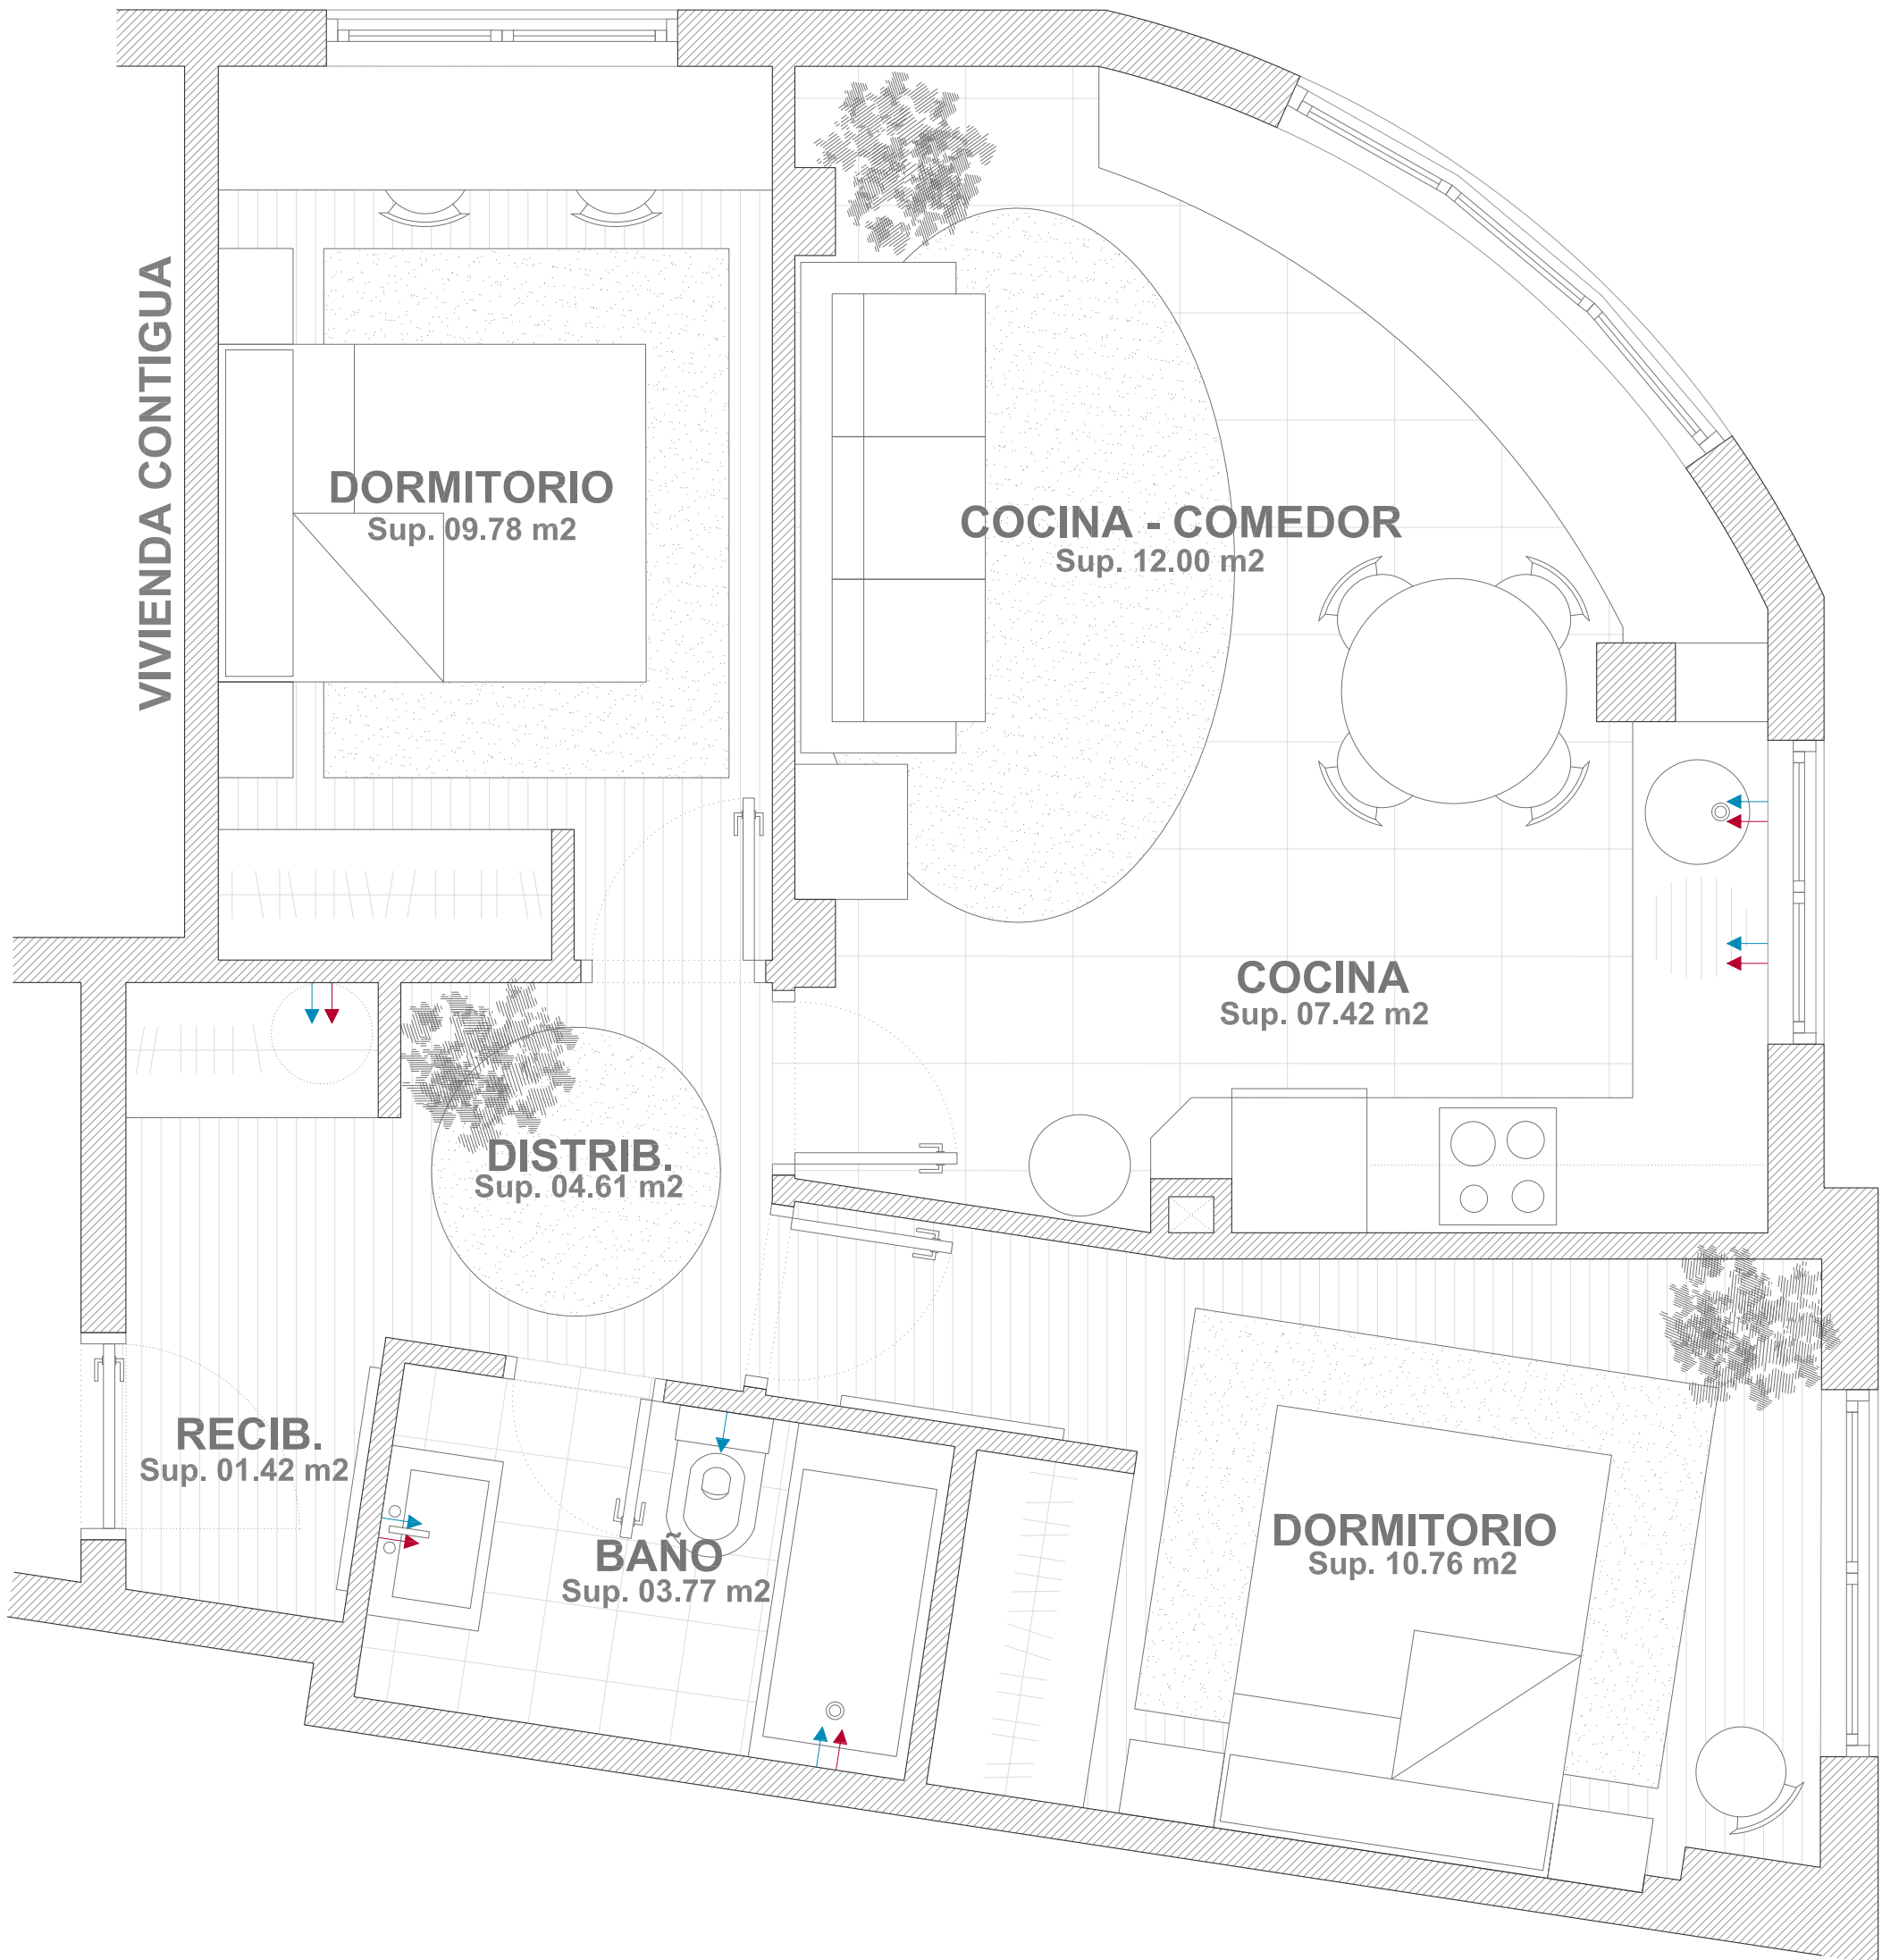 VIVIENDA CONTIGUA
DORMITORIO
Sup. 09.78 m2
COCINA - COMEDOR
Sup. 12.00 m2
COCINA
Sup. 07.42 m2
DISTRIB.
Sup. 04.61 m2
RECIB.
Sup. 01.42 m2
BAÑO
Sup. 03.77 m2
DORMITORIO
Sup. 10.76 m2